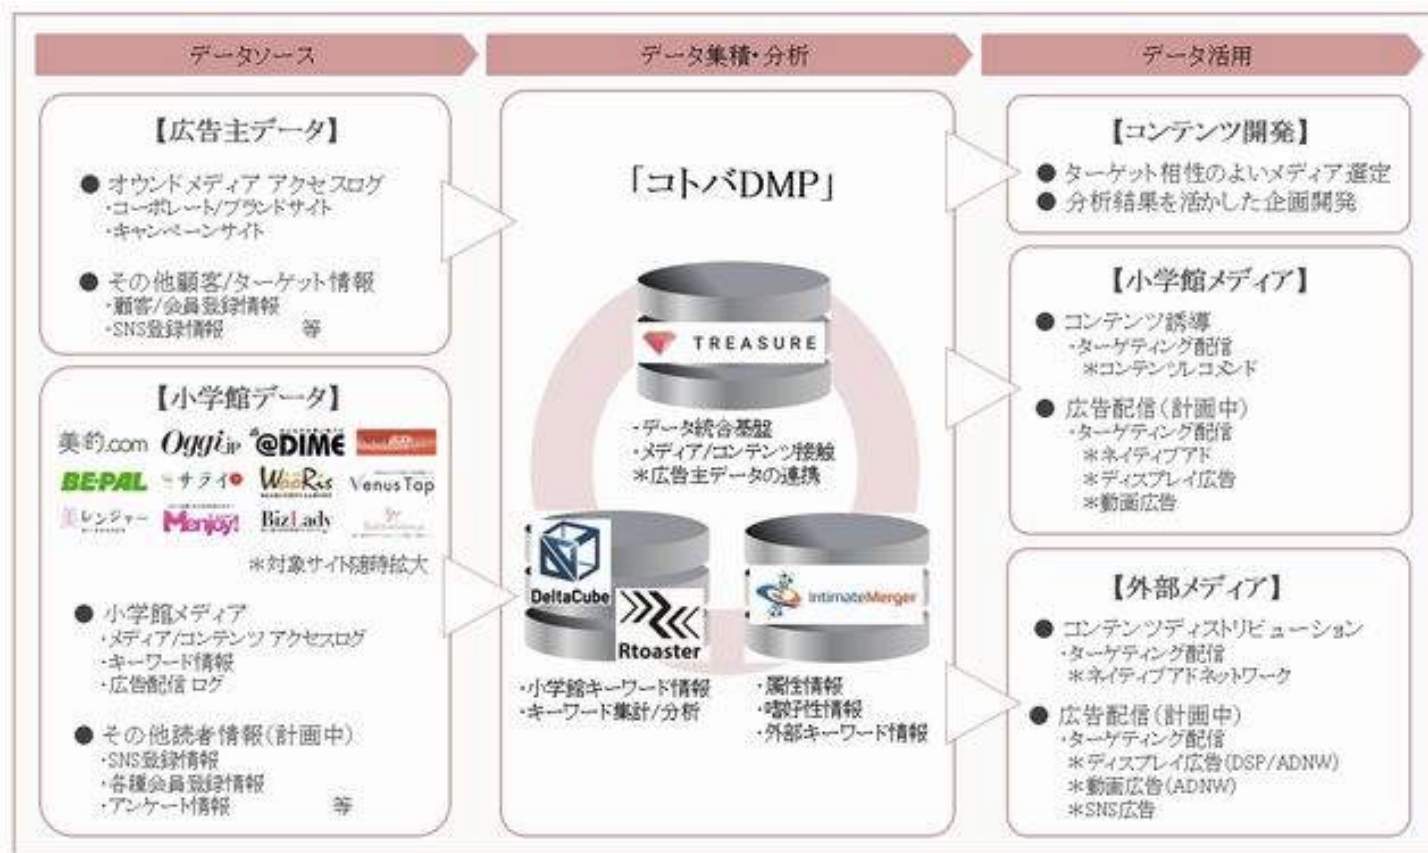 データソース
データ集積・分析
データ活用
【広告主データ】
● オウンドメディア アクセスログ
・コーポレート/ブランドサイト
・キャンペーンサイト
● その他顧客/ターゲット情報
・顧客/会員登録情報
・SNS登録情報 等
【小学館データ】
美的.com Oggi.jp @DIME
BE-PAL サライ WooRis VenusTap
美レンジャー Menjoy! BizLady
＊対象サイト随時拡大
● 小学館メディア
・メディア/コンテンツ アクセスログ
・キーワード情報
・広告配信 ログ
● その他読者情報(計画中)
・SNS登録情報
・各種会員登録情報
・アンケート情報 等
「コトバDMP」
TREASURE
・データ統合基盤
・メディア/コンテンツ接触
＊広告主データの連携
DeltaCube
Rtoaster
・小学館キーワード情報
・キーワード集計/分析
IntimateMerger
・属性情報
・嗜好性情報
・外部キーワード情報
【コンテンツ開発】
● ターゲット相性のよいメディア選定
● 分析結果を活かした企画開発
【小学館メディア】
● コンテンツ誘導
・ターゲティング配信
＊コンテンツレコメンド
● 広告配信(計画中)
・ターゲティング配信
＊ネイティブアド
＊ディスプレイ広告
＊動画広告
【外部メディア】
● コンテンツディストリビューション
・ターゲティング配信
＊ネイティブアドネットワーク
● 広告配信(計画中)
・ターゲティング配信
＊ディスプレイ広告(DSP/ADNW)
＊動画広告(ADNW)
＊SNS広告